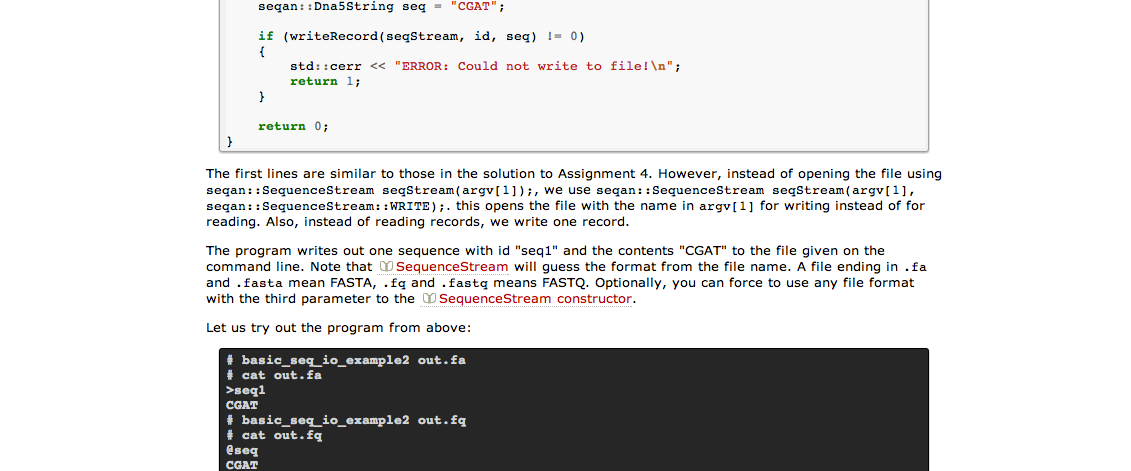 seqan::Dna5String seq = "CGAT";
if (writeRecord(seqStream, id, seq) != 0)
{
std::cerr << "ERROR: Could not write to file!\n";
return 1;
}
return 0;
}
The first lines are similar to those in the solution to Assignment 4. However, instead of opening the file using
seqan::SequenceStream seqStream(argv[1]);, we use seqan::SequenceStream seqStream(argv[1],
seqan::SequenceStream::WRITE);. this opens the file with the name in argv[1] for writing instead of for
reading. Also, instead of reading records, we write one record.
The program writes out one sequence with id "seq1" and the contents "CGAT" to the file given on the
command line. Note that SequenceStream will guess the format from the file name. A file ending in .fa
and .fasta mean FASTA, .fq and .fastq means FASTQ. Optionally, you can force to use any file format
with the third parameter to the SequenceStream constructor.
Let us try out the program from above:
# basic_seq_io_example2 out.fa
# cat out.fa
>seq1
CGAT
# basic_seq_io_example2 out.fq
# cat out.fq
@seq
CGAT